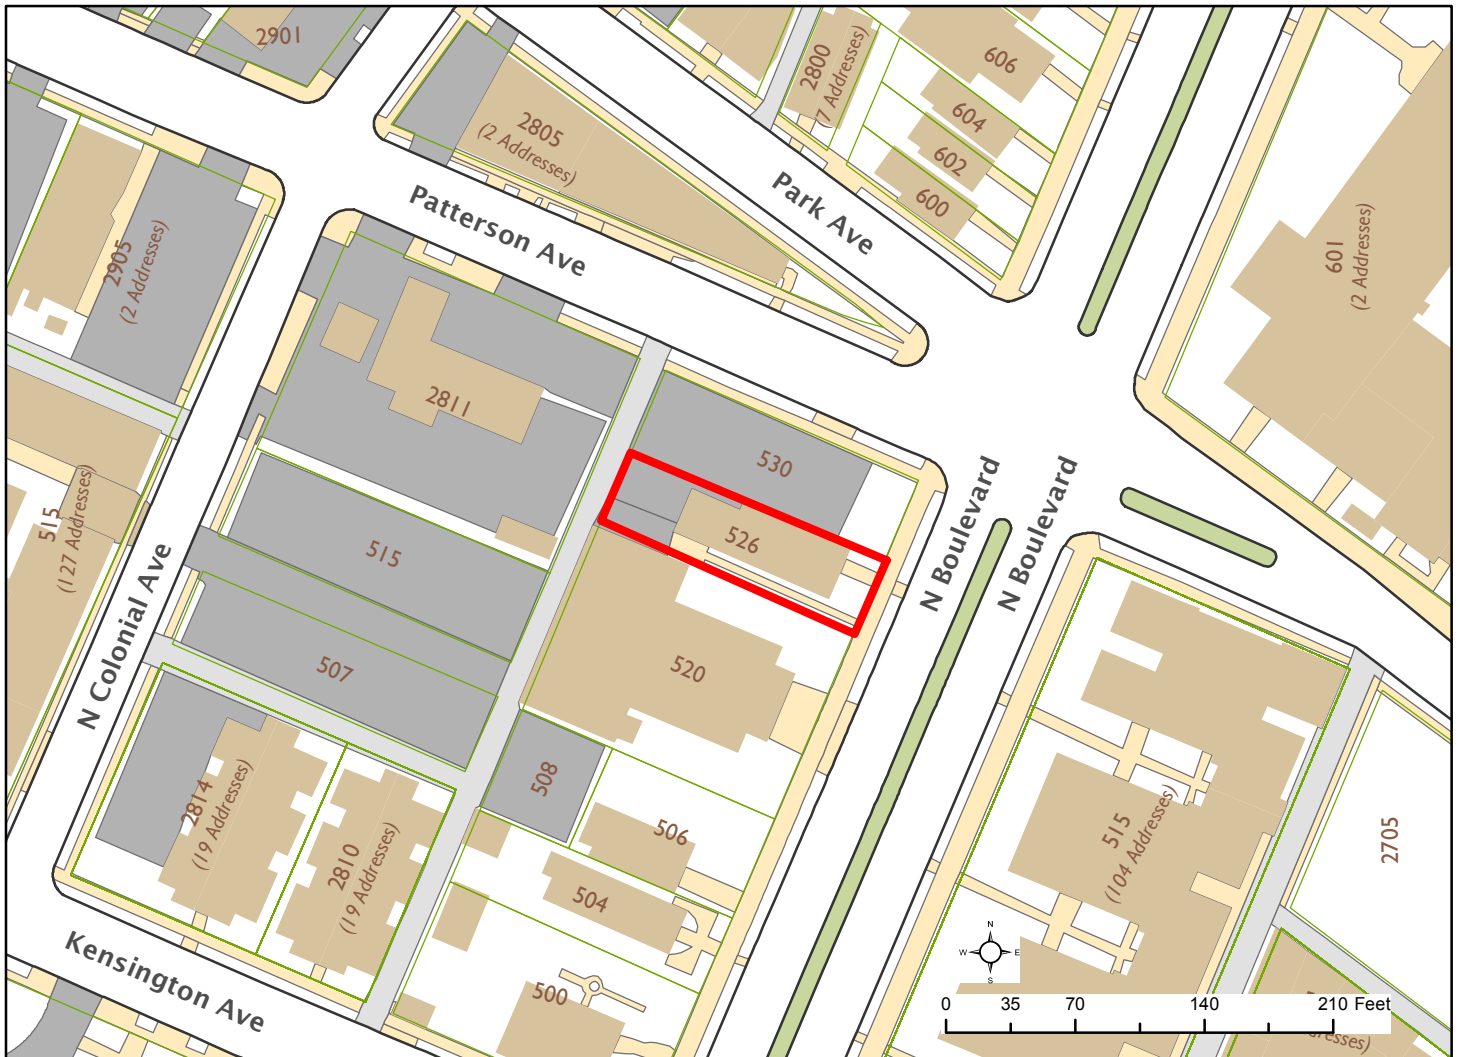 2901
2800
(7 Addresses)
606
604
602
600
2805
(2 Addresses)
Park Ave
Patterson Ave
2905
(2 Addresses)
601
(2 Addresses)
2811
530
526
515
(127 Addresses)
515
N Colonial Ave
N Boulevard
N Boulevard
507
520
508
2814
(19 Addresses)
2810
(19 Addresses)
506
504
515
(104 Addresses)
2705
Kensington Ave
500
N
W E
S
0 35 70 140 210 Feet